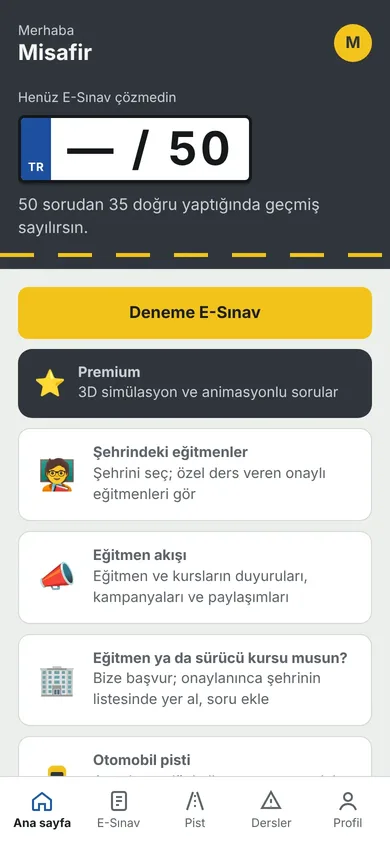 Merhaba
Misafir
M
Henüz E-Sınav çözmedin
TR — / 50
50 sorudan 35 doğru yaptığında geçmiş
sayılırsın.
Deneme E-Sınav
Premium
3D simülasyon ve animasyonlu sorular
Şehrindeki eğitmenler
Şehrini seç; özel ders veren onaylı
eğitmenleri gör
Eğitmen akışı
Eğitmen ve kursların duyuruları,
kampanyaları ve paylaşımları
Eğitmen ya da sürücü kursu musun?
Bize başvur; onaylanınca şehrinin
listesinde yer al, soru ekle
Otomobil pisti
Ana sayfa
E-Sınav
Pist
Dersler
Profil